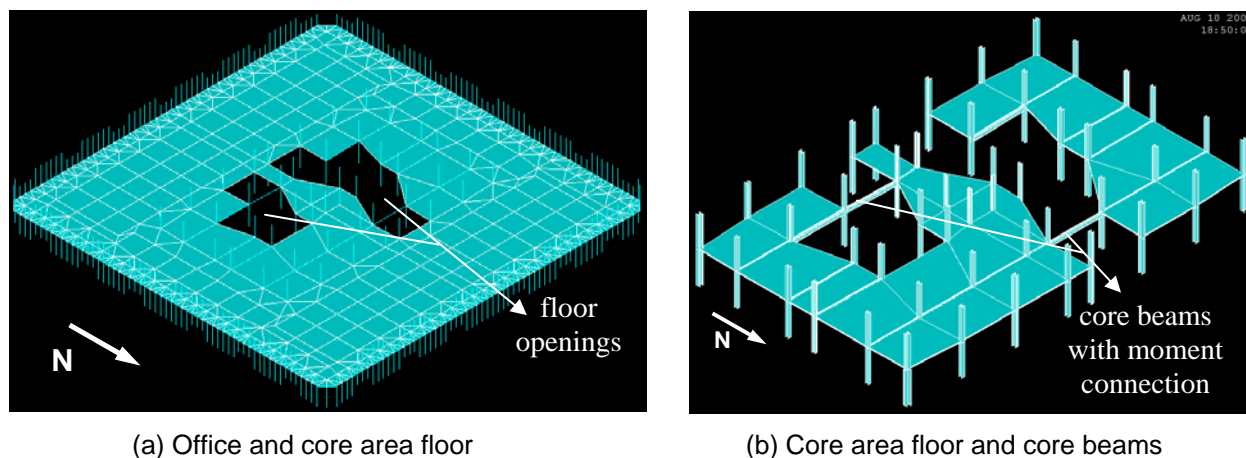 AUG 10 200
18:50:0
floor
openings
N
core beams
with moment
connection
N
(a) Office and core area floor
(b) Core area floor and core beams